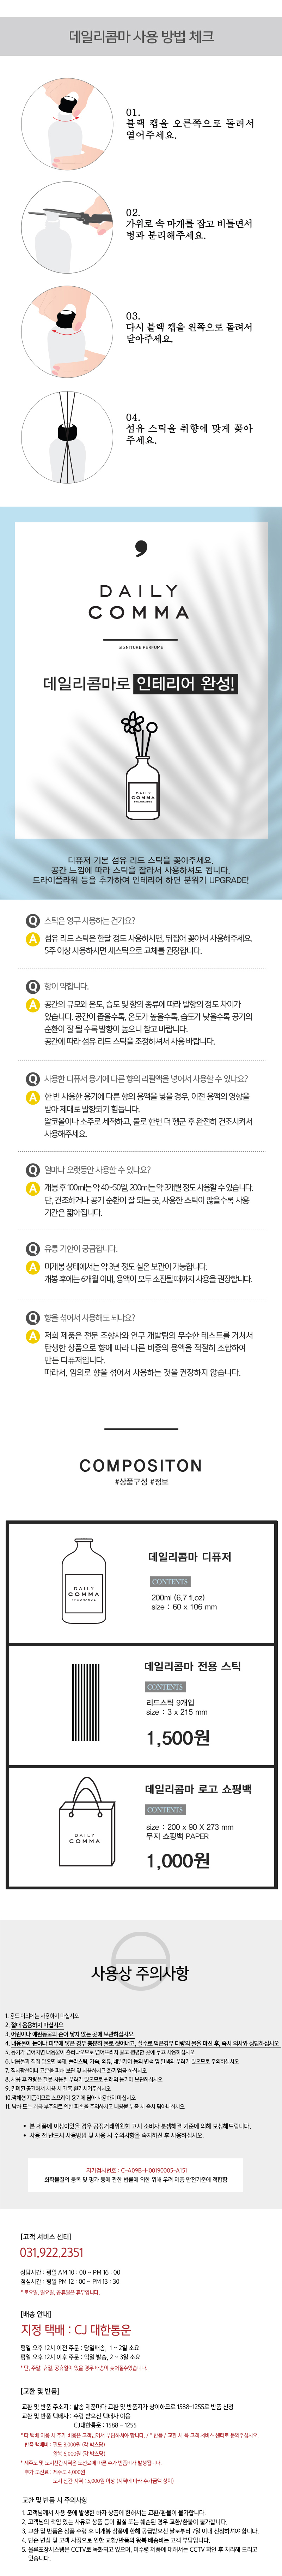 데일리콤마 사용 방법 체크
01.
블랙 캡을 오른쪽으로 돌려서
열어주세요.
02.
가위로 속 마개를 잡고 비틀면서
병과 분리해주세요.
03.
다시 블랙 캡을 왼쪽으로 돌려서
닫아주세요.
04.
섬유 스틱을 취향에 맞게 꽂아
주세요.
DAILY
COMMA
SIGNITURE PERFUME
데일리콤마로 인테리어 완성!
DAILY
COMMA
FRAGRANCE
디퓨저 기본 섬유 리드 스틱을 꽂아주세요.
공간 느낌에 따라 스틱을 잘라서 사용하셔도 됩니다.
드라이플라워 등을 추가하여 인테리어 하면 분위기 UPGRADE!
Q 스틱은 영구 사용하는 건가요?
A 섬유 리드 스틱은 한달 정도 사용하시면, 뒤집어 꽂아서 사용해주세요.
5주 이상 사용하시면 새스틱으로 교체를 권장합니다.
Q 향이 약합니다.
A 공간의 규모와 온도, 습도 및 향의 종류에 따라 발향의 정도 차이가
있습니다. 공간이 좁을수록, 온도가 높을수록, 습도가 낮을수록 공기의
순환이 잘 될 수록 발향이 높으니 참고 바랍니다.
공간에 따라 섬유 리드 스틱을 조정하셔서 사용 바랍니다.
Q 사용한 디퓨저 용기에 다른 향의 리필액을 넣어서 사용할 수 있나요?
A 한 번 사용한 용기에 다른 향의 용액을 넣을 경우, 이전 용액의 영향을
받아 제대로 발향되기 힘듭니다.
알코올이나 소주로 세척하고, 물로 한번 더 헹군 후 완전히 건조시켜서
사용해주세요.
Q 얼마나 오랫동안 사용할 수 있나요?
A 개봉 후 100ml는 약 40~50일, 200ml는 약 3개월 정도 사용할 수 있습니다.
단, 건조하거나 공기 순환이 잘 되는 곳, 사용한 스틱이 많을수록 사용
기간은 짧아집니다.
Q 유통 기한이 궁금합니다.
A 미개봉 상태에서는 약 3년 정도 실온 보관이 가능합니다.
개봉 후에는 6개월 이내, 용액이 모두 소진될 때까지 사용을 권장합니다.
Q 향을 섞어서 사용해도 되나요?
A 저희 제품은 전문 조향사와 연구 개발팀의 무수한 테스트를 거쳐서
탄생한 상품으로 향에 따라 다른 비중의 용액을 적절히 조합하여
만든 디퓨저입니다.
따라서, 임의로 향을 섞어서 사용하는 것을 권장하지 않습니다.
COMPOSITON
#상품구성 #정보
DAILY
COMMA
FRAGRANCE
데일리콤마 디퓨저
CONTENTS
200ml (6.7 fl.oz)
size : 60 x 106 mm
데일리콤마 전용 스틱
CONTENTS
리드스틱 9개입
size : 3 x 215 mm
1,500원
DAILY
COMMA
데일리콤마 로고 쇼핑백
CONTENTS
size : 200 x 90 X 273 mm
무지 쇼핑백 PAPER
1,000원
사용상 주의사항
1. 용도 이외에는 사용하지 마십시오
2. 절대 음용하지 마십시오
3. 어린이나 애완동물의 손이 닿지 않는 곳에 보관하십시오
4. 내용물이 눈이나 피부에 닿은 경우 충분히 물로 씻어내고, 실수로 먹은경우 다량의 물을 마신 후, 즉시 의사와 상담하십시오
5. 용기가 넘어지면 내용물이 흘러나오므로 넘어뜨리지 말고 평평한 곳에 두고 사용하십시오
6. 내용물과 직접 닿으면 목재, 플라스틱, 가죽, 의류, 네일케어 등의 변색 및 탈색의 우려가 있으므로 주의하십시오
7. 직사광선이나 고온을 피해 보관 및 사용하시고 화기엄금 하십시오
8. 사용 후 잔량은 잘못 사용될 우려가 있으므로 원래의 용기에 보관하십시오
9. 밀폐된 공간에서 사용 시 간혹 환기시켜주십시오
10.액체형 제품이므로 스프레이 용기에 담아 사용하지 마십시오
11. 낙하 또는 취급 부주의로 인한 파손을 주의하시고 내용물 누출 시 즉시 닦아내십시오.
• 본 제품에 이상이있을 경우 공정거래위원회 고시 소비자 분쟁해결 기준에 의해 보상해드립니다.
• 사용 전 반드시 사용방법 및 사용 시 주의사항을 숙지하신 후 사용하십시오.
자가검사번호 : C-A09B-H00190005-A151
화학물질의 등록 및 평가 등에 관한 법률에 의한 위해 우려 제품 안전기준에 적합함
[고객 서비스 센터]
031.922.2351
상담시간 : 평일 AM 10 : 00 ~ PM 16 : 00
점심시간 : 평일 PM 12 : 00 ~ PM 13 : 30
* 토요일, 일요일, 공휴일은 휴무입니다.
[배송 안내]
지정 택배 : CJ 대한통운
평일 오후 12시 이전 주문 : 당일배송, 1 ~ 2일 소요
평일 오후 12시 이후 주문 : 익일 발송, 2 ~ 3일 소요
* 단, 주말, 휴일, 공휴일이 있을 경우 배송이 늦어질수있습니다.
[교환 및 반품]
교환 및 반품 주소지 : 발송 제품마다 교환 및 반품지가 상이하므로 1588-1255로 반품 신청
교환 및 반품 택배사 : 수령 받으신 택배사 이용
CJ대한통운 : 1588 - 1255
* 타 택배 이용 시 추가 비용은 고객님께서 부담하셔야 합니다. / * 반품 / 교환 시 꼭 고객 서비스 센터로 문의주십시오.
반품 택배비 : 편도 3,000원 (각 박스당)
왕복 6,000원 (각 박스당)
* 제주도 및 도서산간지역은 도선료에 따른 추가 반품비가 발생됩니다.
추가 도선료 : 제주도 4,000원
도서 산간 지역 : 5,000원 이상 (지역에 따라 추가금액 상이)
교환 및 반품 시 주의사항
1. 고객님께서 사용 중에 발생한 하자 상품에 한해서는 교환/환불이 불가합니다.
2. 고객님의 책임 있는 사유로 상품 등이 멸실 또는 훼손된 경우 교환/환불이 불가합니다.
3. 교환 및 반품은 상품 수령 후 미개봉 상품에 한해 공급받으신 날로부터 7일 이내 신청하셔야 합니다.
4. 단순 변심 및 고객 사정으로 인한 교환/반품의 왕복 배송비는 고객 부담입니다.
5. 물류포장시스템은 CCTV로 녹화되고 있으며, 미수령 제품에 대해서는 CCTV 확인 후 처리해 드리고
있습니다.